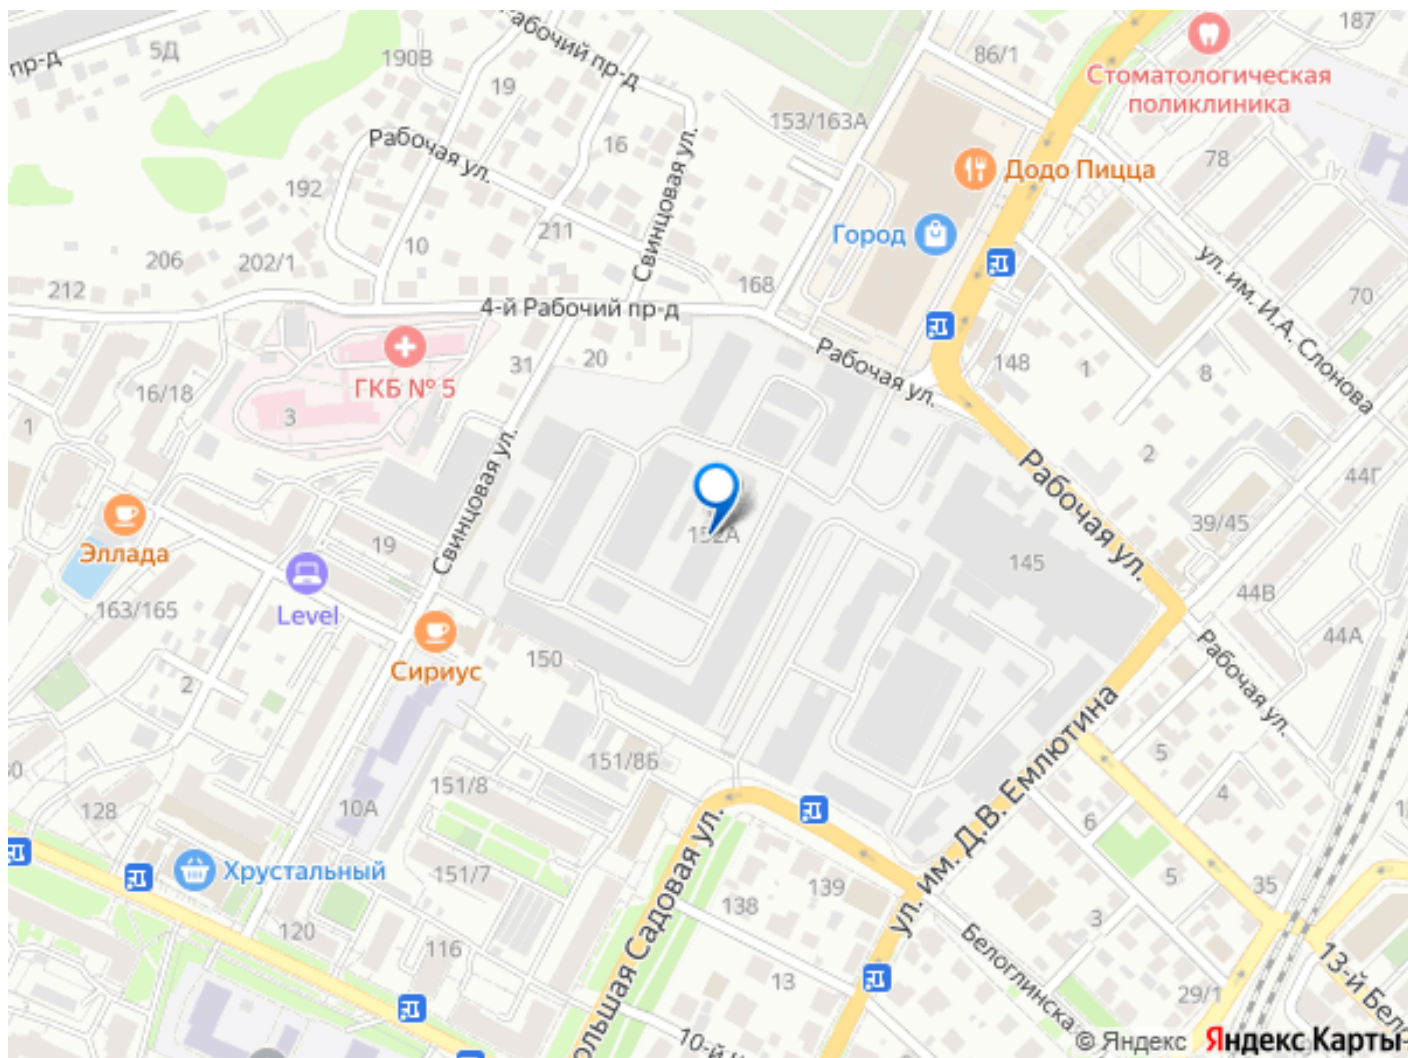 пр-д
5Д
190В
Рабочий пр-д
19
86/1
187
Стоматологическая
поликлиника
153/163А
16
Рабочая ул.
Свинцовая ул.
78
Додо Пицца
192
211
Город
10
206
202/1
212
168
ул. им. И.А. Слонова
70
4-й Рабочий пр-д
20
31
Рабочая ул.
148
1
8
16/18
ГКБ № 5
3
1
2
44Г
Рабочая ул.
Свинцовая ул.
39/45
152А
Эллада
19
145
Level
163/165
44В
44А
Сириус
150
2
Рабочая ул.
ул. им. Д.В. Емлютина
5
151/8Б
151/8
4
128
10А
6
Хрустальный
151/7
139
5
35
138
Большая Садовая ул.
3
120
116
Белоглинска
13
29/1
13-й Бело
10-й
© Яндекс
Яндекс Карты